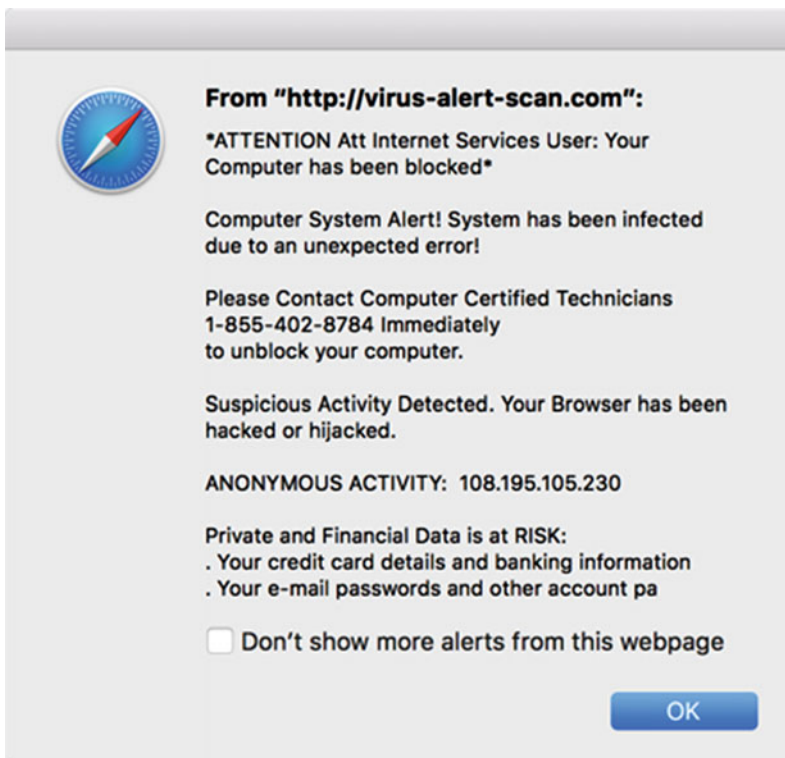 From "http://virus-alert-scan.com":
*ATTENTION Att Internet Services User: Your
Computer has been blocked*
Computer System Alert! System has been infected
due to an unexpected error!
Please Contact Computer Certified Technicians
1-855-402-8784 Immediately
to unblock your computer.
Suspicious Activity Detected. Your Browser has been
hacked or hijacked.
ANONYMOUS ACTIVITY: 108.195.105.230
Private and Financial Data is at RISK:
. Your credit card details and banking information
. Your e-mail passwords and other account pa
Don't show more alerts from this webpage
OK